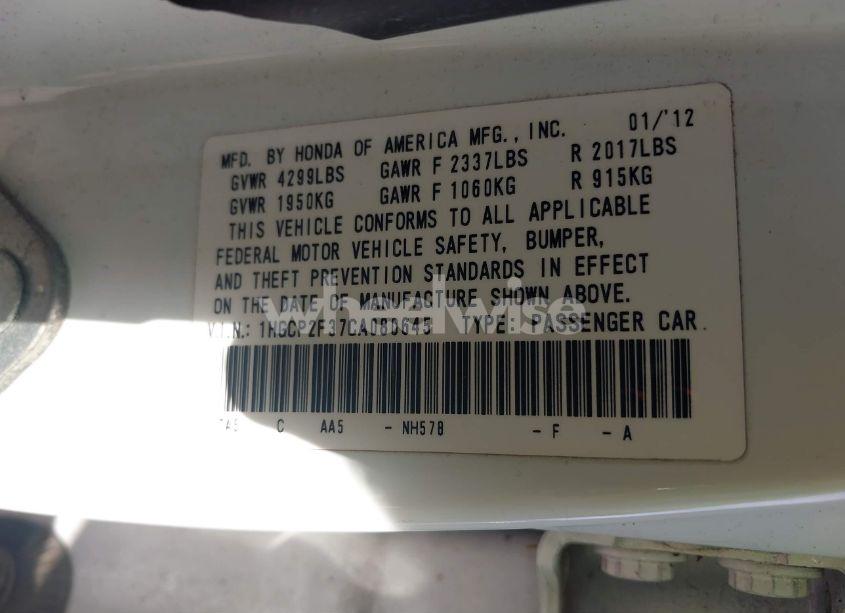 MFD. BY HONDA OF AMERICA MFG., INC. 01/'12
GVWR 4299LBS GAWR F 2337LBS R 2017LBS
GVWR 1950KG GAWR F 1060KG R 915KG
THIS VEHICLE CONFORMS TO ALL APPLICABLE
FEDERAL MOTOR VEHICLE SAFETY, BUMPER,
AND THEFT PREVENTION STANDARDS IN EFFECT
ON THE DATE OF MANUFACTURE SHOWN ABOVE.
wheelwise
V.I.N.: 1HGCP2F37CA080645 TYPE: PASSENGER CAR
C AA5 - NH578 - F - A